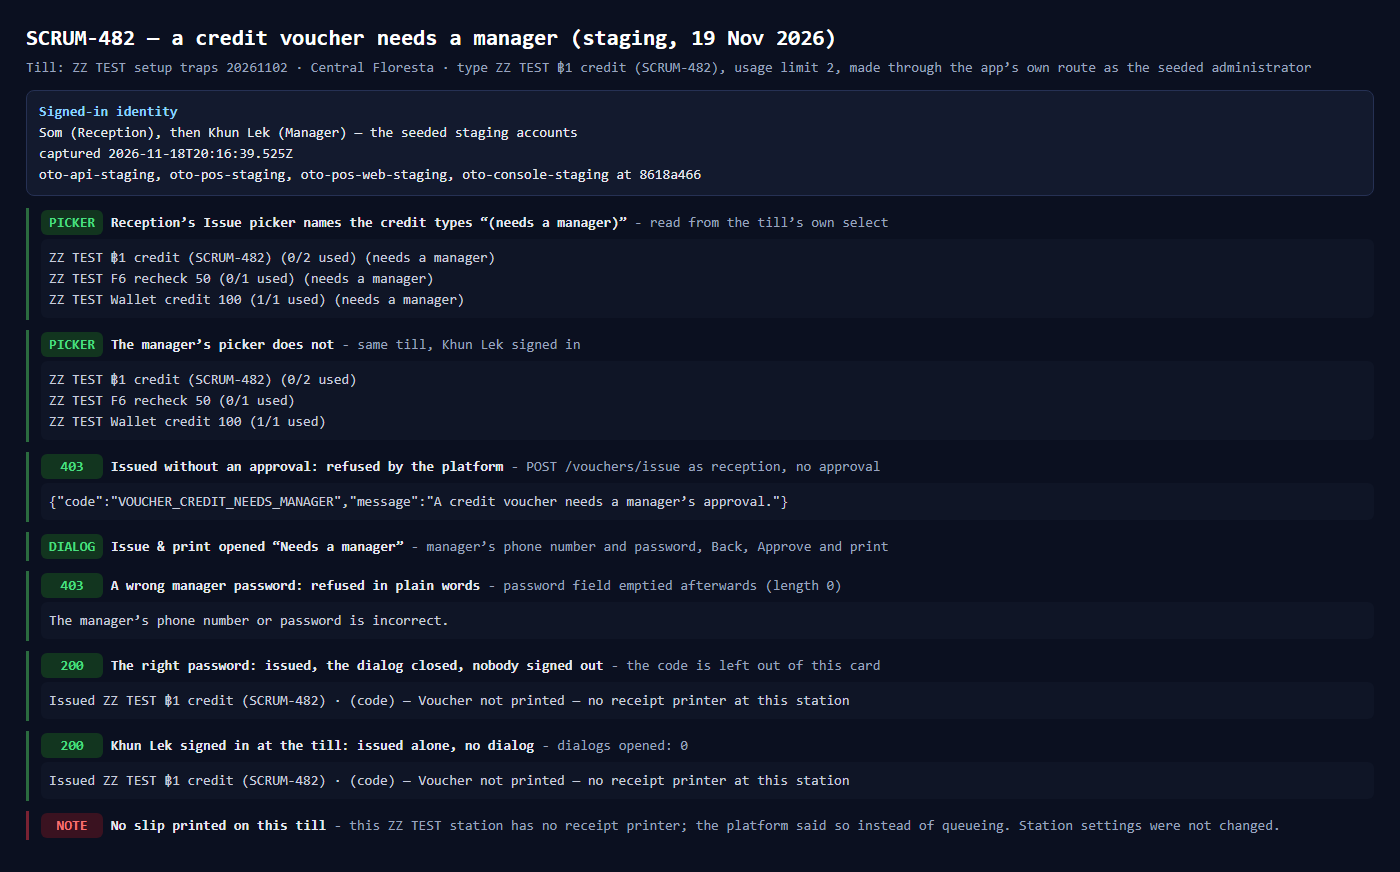 SCRUM-482 — a credit voucher needs a manager (staging, 19 Nov 2026)
Till: ZZ TEST setup traps 20261102 · Central Floresta · type ZZ TEST ฿1 credit (SCRUM-482), usage limit 2, made through the app’s own route as the seeded administrator
Signed-in identity
Som (Reception), then Khun Lek (Manager) — the seeded staging accounts
captured 2026-11-18T20:16:39.525Z
oto-api-staging, oto-pos-staging, oto-pos-web-staging, oto-console-staging at 8618a466
PICKER Reception’s Issue picker names the credit types “(needs a manager)” - read from the till’s own select
ZZ TEST ฿1 credit (SCRUM-482) (0/2 used) (needs a manager)
ZZ TEST F6 recheck 50 (0/1 used) (needs a manager)
ZZ TEST Wallet credit 100 (1/1 used) (needs a manager)
PICKER The manager’s picker does not - same till, Khun Lek signed in
ZZ TEST ฿1 credit (SCRUM-482) (0/2 used)
ZZ TEST F6 recheck 50 (0/1 used)
ZZ TEST Wallet credit 100 (1/1 used)
403 Issued without an approval: refused by the platform - POST /vouchers/issue as reception, no approval
{"code":"VOUCHER_CREDIT_NEEDS_MANAGER","message":"A credit voucher needs a manager’s approval."}
DIALOG Issue & print opened “Needs a manager” - manager’s phone number and password, Back, Approve and print
403 A wrong manager password: refused in plain words - password field emptied afterwards (length 0)
The manager’s phone number or password is incorrect.
200 The right password: issued, the dialog closed, nobody signed out - the code is left out of this card
Issued ZZ TEST ฿1 credit (SCRUM-482) · (code) — Voucher not printed — no receipt printer at this station
200 Khun Lek signed in at the till: issued alone, no dialog - dialogs opened: 0
Issued ZZ TEST ฿1 credit (SCRUM-482) · (code) — Voucher not printed — no receipt printer at this station
NOTE No slip printed on this till - this ZZ TEST station has no receipt printer; the platform said so instead of queueing. Station settings were not changed.